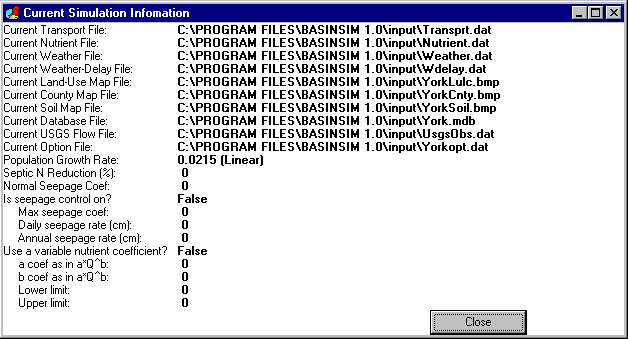 Current Simulation Infomation
Current Transport File: C:\PROGRAM FILES\BASINSIM 1.0\input\Transprt.dat
Current Nutrient File: C:\PROGRAM FILES\BASINSIM 1.0\input\Nutrient.dat
Current Weather File: C:\PROGRAM FILES\BASINSIM 1.0\input\Weather.dat
Current Weather-Delay File: C:\PROGRAM FILES\BASINSIM 1.0\input\Wdelay.dat
Current Land-Use Map File: C:\PROGRAM FILES\BASINSIM 1.0\input\YorkLulc.bmp
Current County Map File: C:\PROGRAM FILES\BASINSIM 1.0\input\YorkCnty.bmp
Current Soil Map File: C:\PROGRAM FILES\BASINSIM 1.0\input\YorkSoil.bmp
Current Database File: C:\PROGRAM FILES\BASINSIM 1.0\input\York.mdb
Current USGS Flow File: C:\PROGRAM FILES\BASINSIM 1.0\input\UsgsObs.dat
Current Option File: C:\PROGRAM FILES\BASINSIM 1.0\input\Yorkopt.dat
Population Growth Rate: 0.0215 (Linear)
Septic N Reduction (%): 0
Normal Seepage Coef: 0
Is seepage control on? False
Max seepage coef: 0
Daily seepage rate (cm): 0
Annual seepage rate (cm): 0
Use a variable nutrient coefficient? False
a coef as in a*Q^b: 0
b coef as in a*Q^b: 0
Lower limit: 0
Upper limit: 0
Close